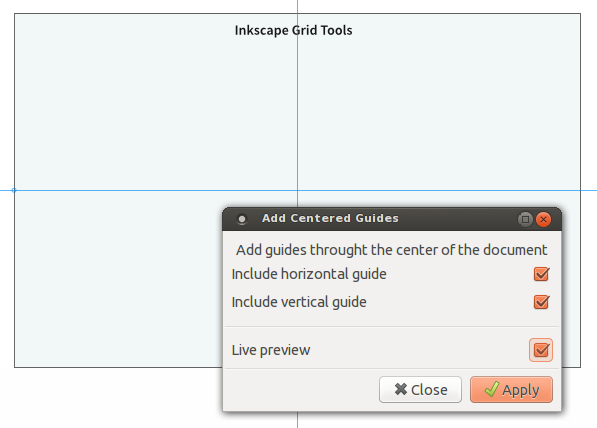 Inkscape Grid Tools
Add Centered Guides
Add guides throught the center of the document
Include horizontal guide
Include vertical guide
Live preview
Close
Apply